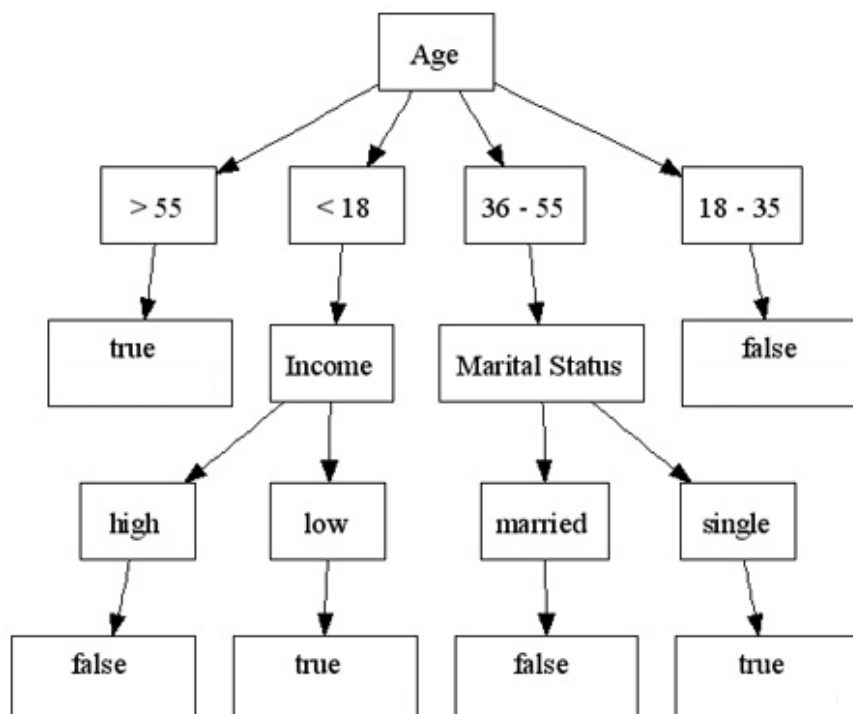 Age
> 55
< 18
36 - 55
18 - 35
true
Income
Marital Status
false
high
low
married
single
false
true
false
true